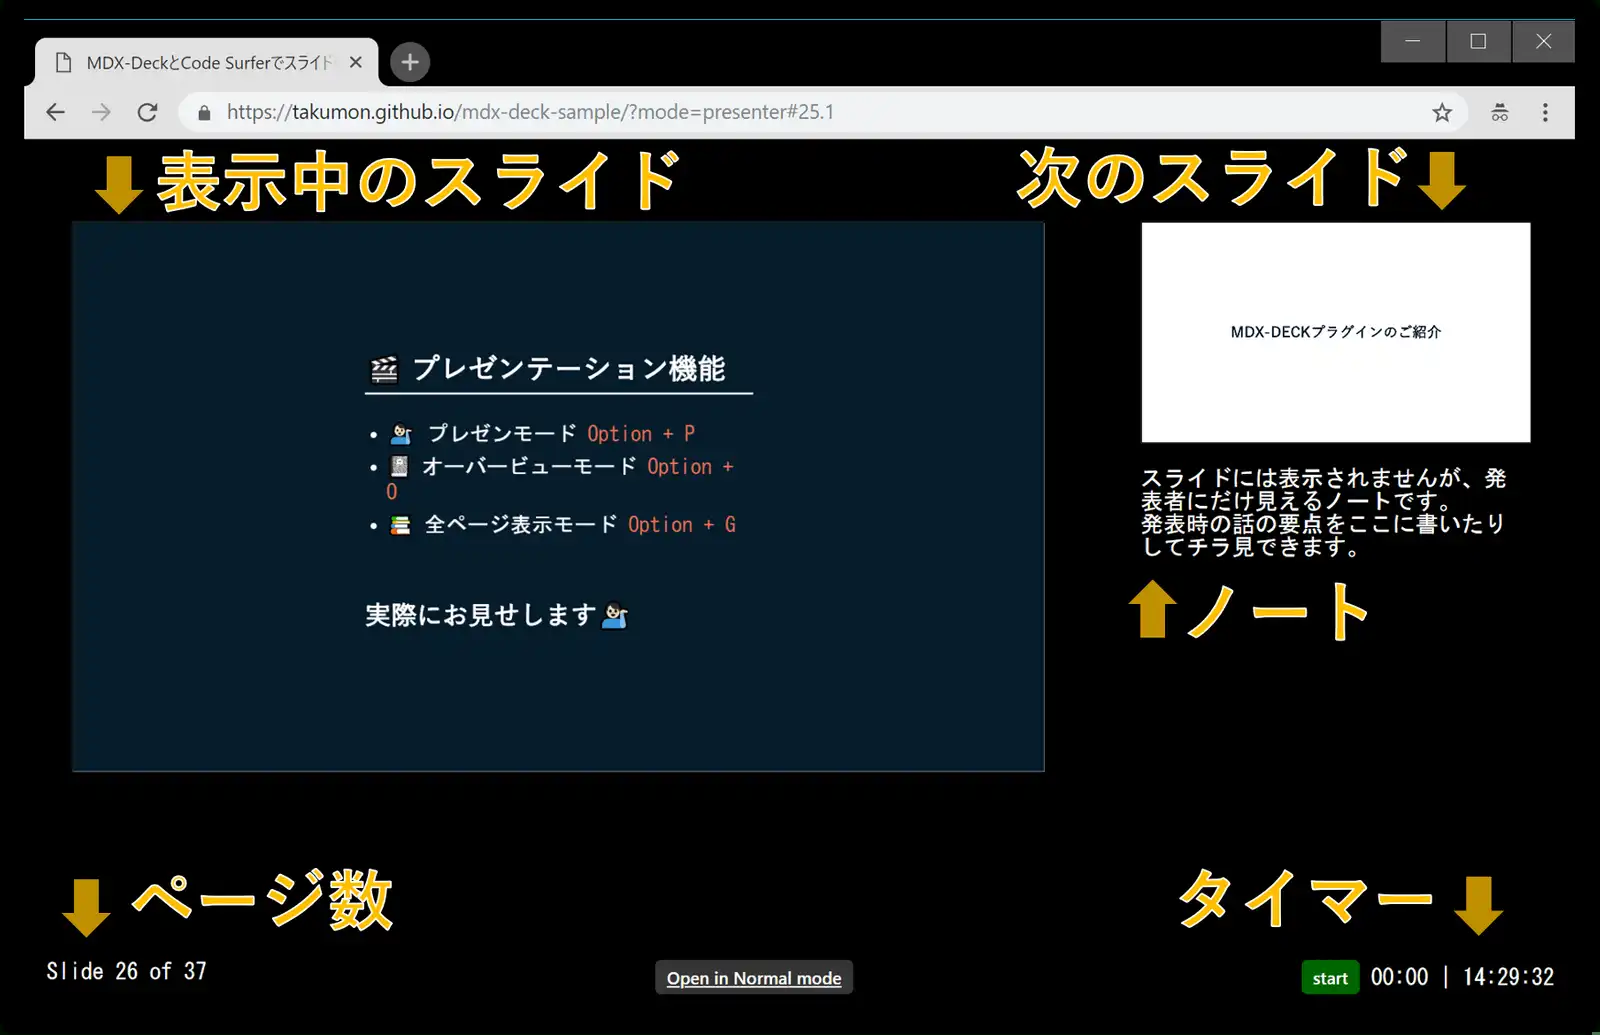 MDX-DeckとCode Surferでスライド
https://takumon.github.io/mdx-deck-sample/?mode=presenter#25.1
表示中のスライド
次のスライド
プレゼンテーション機能
プレゼンモード Option + P
オーバービューモード Option +
O
全ページ表示モード Option + G
実際にお見せします
MDX-DECKプラグインのご紹介
スライドには表示されませんが、発
表者にだけ見えるノートです。
発表時の話の要点をここに書いたり
してチラ見できます。
ノート
ページ数
タイマー
Slide 26 of 37
Open in Normal mode
start 00:00 | 14:29:32